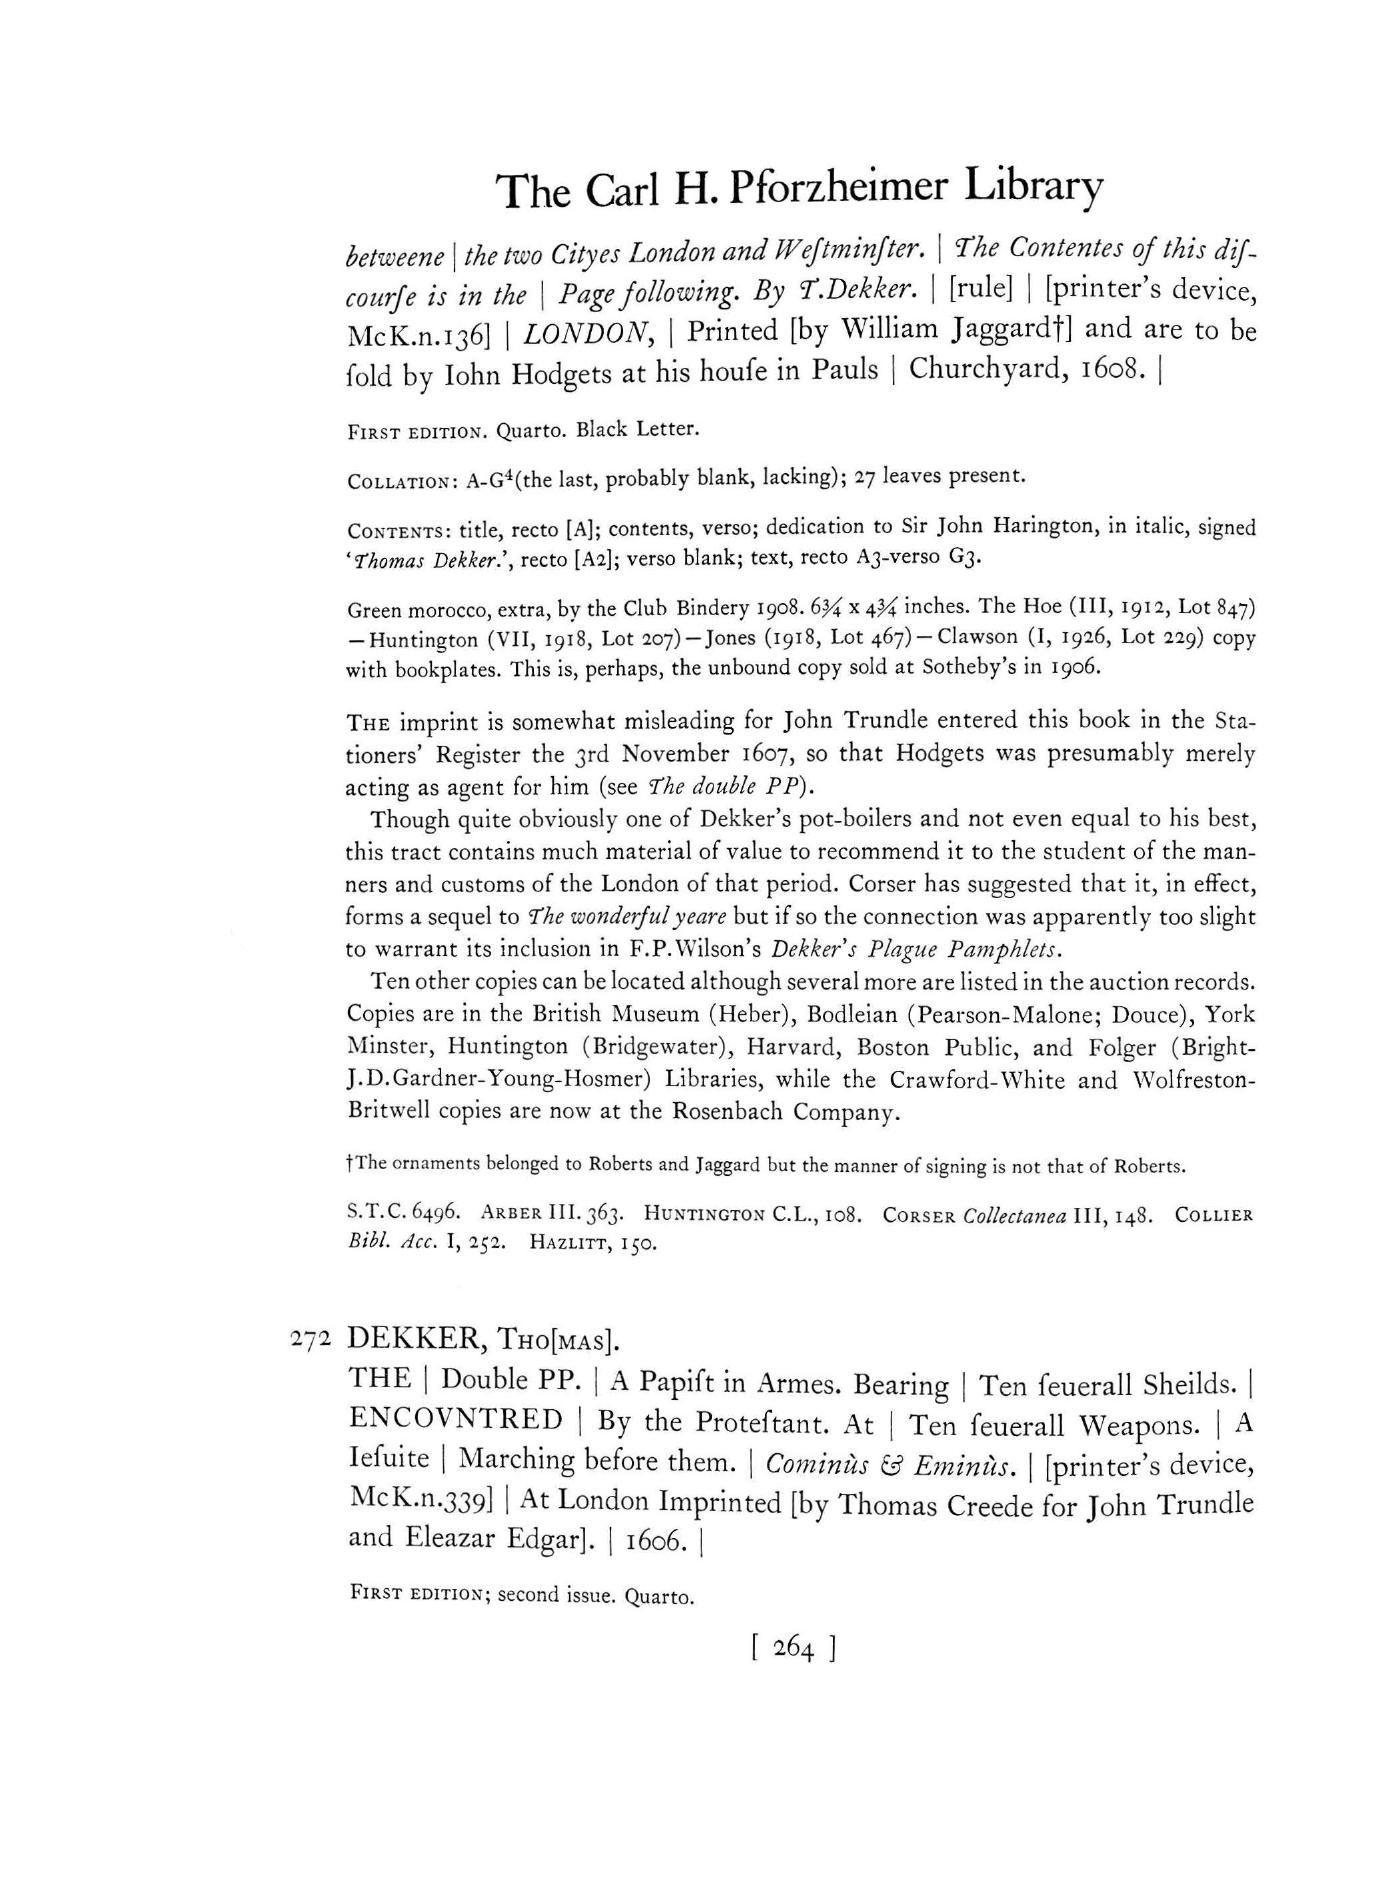 The Carl H. Pforzheimer Library
betweene | the two Cityes London and Weſtminſter. | The Contentes of this diſ-
courſe is in the | Page following. By T.Dekker. | [rule] | [printer's device,
McK.n.136] | LONDON, | Printed [by William Jaggard†] and are to be
ſold by Iohn Hodgets at his houſe in Pauls | Churchyard, 1608. |
FIRST EDITION. Quarto. Black Letter.
COLLATION: A-G⁴(the last, probably blank, lacking); 27 leaves present.
CONTENTS: title, recto [A]; contents, verso; dedication to Sir John Harington, in italic, signed
'Thomas Dekker.', recto [A2]; verso blank; text, recto A3-verso G3.
Green morocco, extra, by the Club Bindery 1908. 6¾ x 4¾ inches. The Hoe (III, 1912, Lot 847)
—Huntington (VII, 1918, Lot 207)—Jones (1918, Lot 467)—Clawson (I, 1926, Lot 229) copy
with bookplates. This is, perhaps, the unbound copy sold at Sotheby's in 1906.
THE imprint is somewhat misleading for John Trundle entered this book in the Sta-
tioners' Register the 3rd November 1607, so that Hodgets was presumably merely
acting as agent for him (see The double PP).
Though quite obviously one of Dekker's pot-boilers and not even equal to his best,
this tract contains much material of value to recommend it to the student of the man-
ners and customs of the London of that period. Corser has suggested that it, in effect,
forms a sequel to The wonderful yeare but if so the connection was apparently too slight
to warrant its inclusion in F.P.Wilson's Dekker's Plague Pamphlets.
Ten other copies can be located although several more are listed in the auction records.
Copies are in the British Museum (Heber), Bodleian (Pearson-Malone; Douce), York
Minster, Huntington (Bridgewater), Harvard, Boston Public, and Folger (Bright-
J.D.Gardner-Young-Hosmer) Libraries, while the Crawford-White and Wolfreston-
Britwell copies are now at the Rosenbach Company.
†The ornaments belonged to Roberts and Jaggard but the manner of signing is not that of Roberts.
S.T.C. 6496. ARBER III. 363. HUNTINGTON C.L., 108. CORSER Collectanea III, 148. COLLIER
Bibl. Acc. I, 252. HAZLITT, 150.
272 DEKKER, THO[MAS].
THE | Double PP. | A Papiſt in Armes. Bearing | Ten ſeuerall Sheilds. |
ENCOVNTRED | By the Proteſtant. At | Ten ſeuerall Weapons. | A
Ieſuite | Marching before them. | Cominùs & Eminùs. | [printer's device,
McK.n.339] | At London Imprinted [by Thomas Creede for John Trundle
and Eleazar Edgar]. | 1606. |
FIRST EDITION; second issue. Quarto.
[ 264 ]